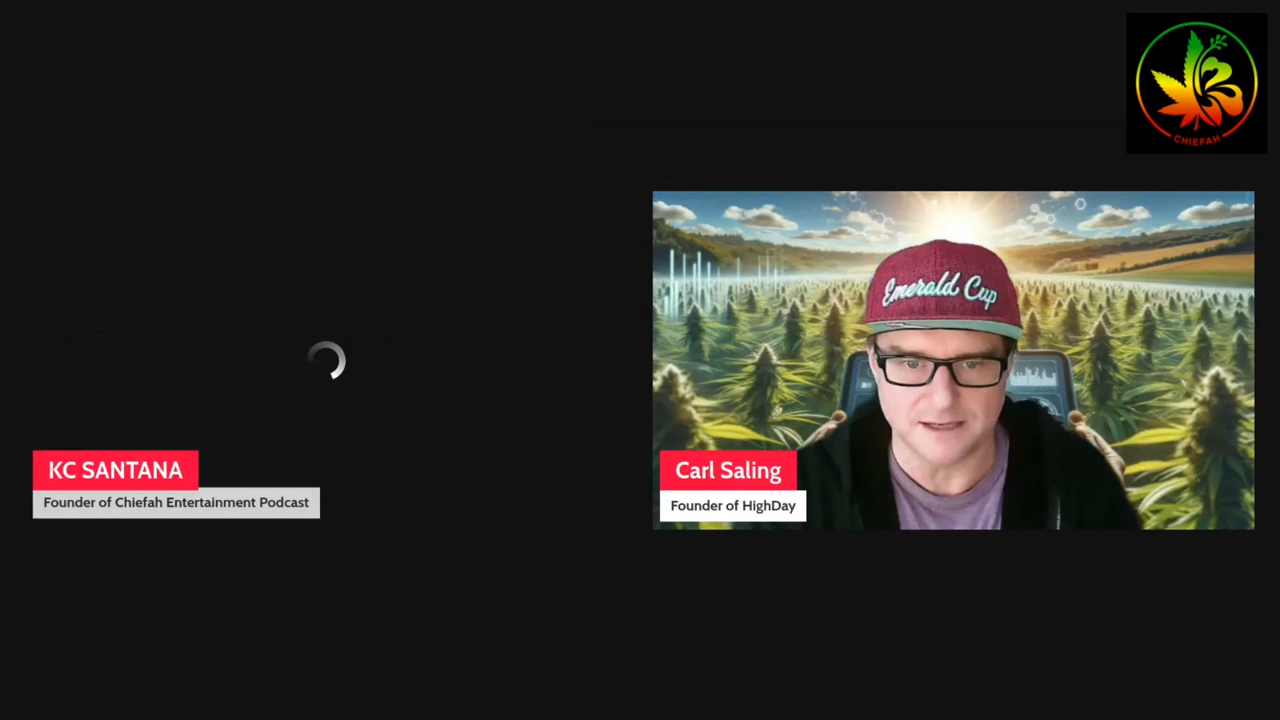 CHIEFAH
Emerald Cup
KC SANTANA
Founder of Chiefah Entertainment Podcast
Carl Saling
Founder of HighDay